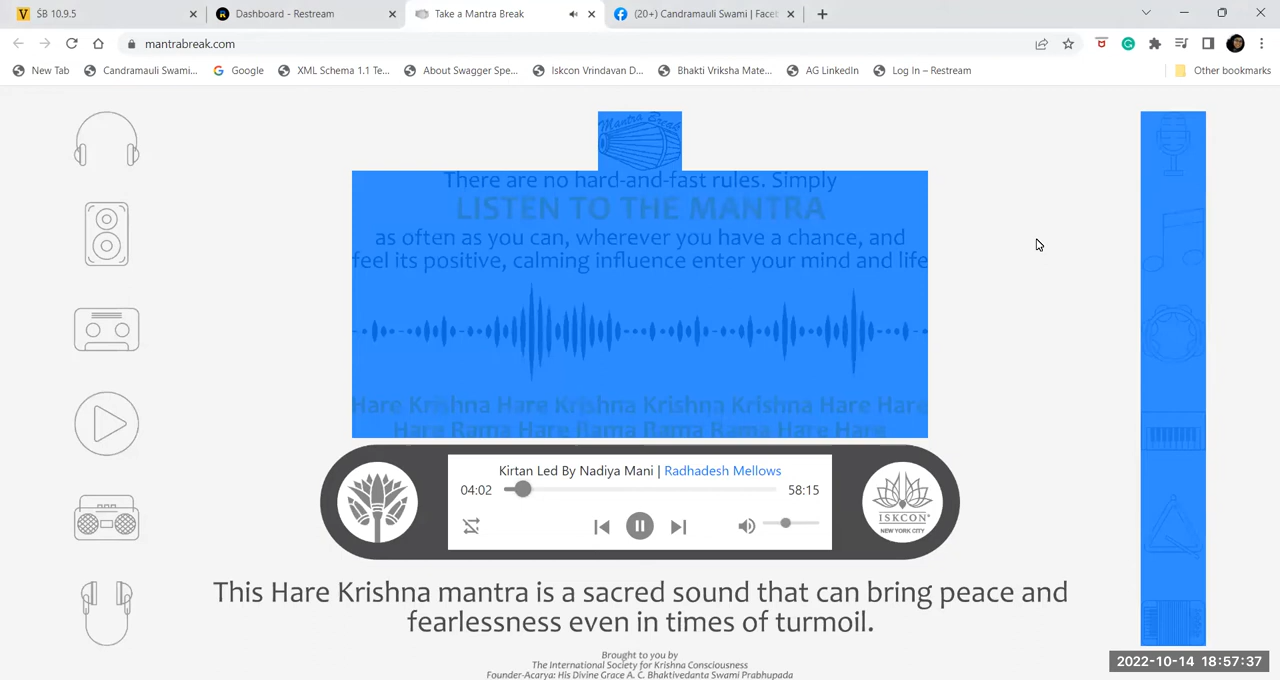 ŚB 10.9.5
Dashboard - Restream
Take a Mantra Break
(20+) Candramauli Swami | Facet
mantrabreak.com
New Tab
Candramauli Swami...
Google
XML Schema 1.1 Te...
About Swagger Spe...
Iskcon Vrindavan D...
Bhakti Vriksha Mate...
AG LinkedIn
Log In – Restream
Other bookmarks
Mantra Break
There are no hard-and-fast rules. Simply
LISTEN TO THE MANTRA
as often as you can, wherever you have a chance, and
feel its positive, calming influence enter your mind and life
Hare Krishna Hare Krishna Krishna Krishna Hare Hare
Hare Rama Hare Rama Rama Rama Hare Hare
Kirtan Led By Nadiya Mani | Radhadesh Mellows
04:02
58:15
ISKCON
NEW YORK CITY
This Hare Krishna mantra is a sacred sound that can bring peace and
fearlessness even in times of turmoil.
Brought to you by
The International Society for Krishna Consciousness
Founder-Acarya: His Divine Grace A. C. Bhaktivedanta Swami Prabhupada
2022-10-14 18:57:37